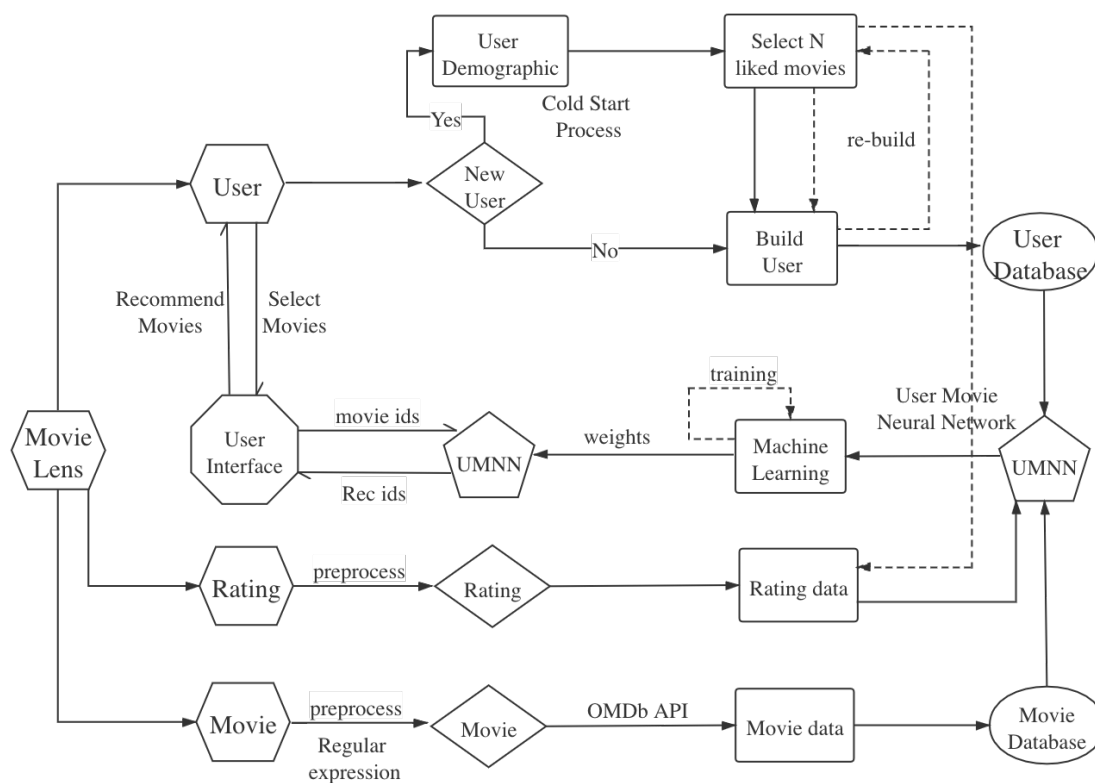 User
Demographic
Select N
liked movies
Cold Start
Process
Yes
re-build
User
New
User
No
Build
User
User
Database
Recommend
Movies
Select
Movies
training
User Movie
Neural Network
movie ids
weights
Movie
Lens
User
Interface
UMNN
Machine
Learning
UMNN
Rec ids
preprocess
Rating
Rating
Rating data
preprocess
OMDb API
Movie
Movie
Movie data
Movie
Database
Regular
expression